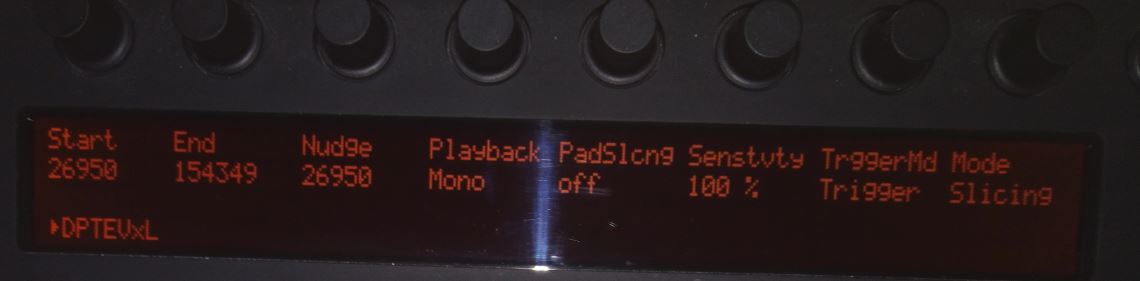 Start End Nudge Playback PadSlcng Senstvty TrggerMd Mode
26950 154349 26950 Mono off 100 % Trigger Slicing
▸DPTEVxL